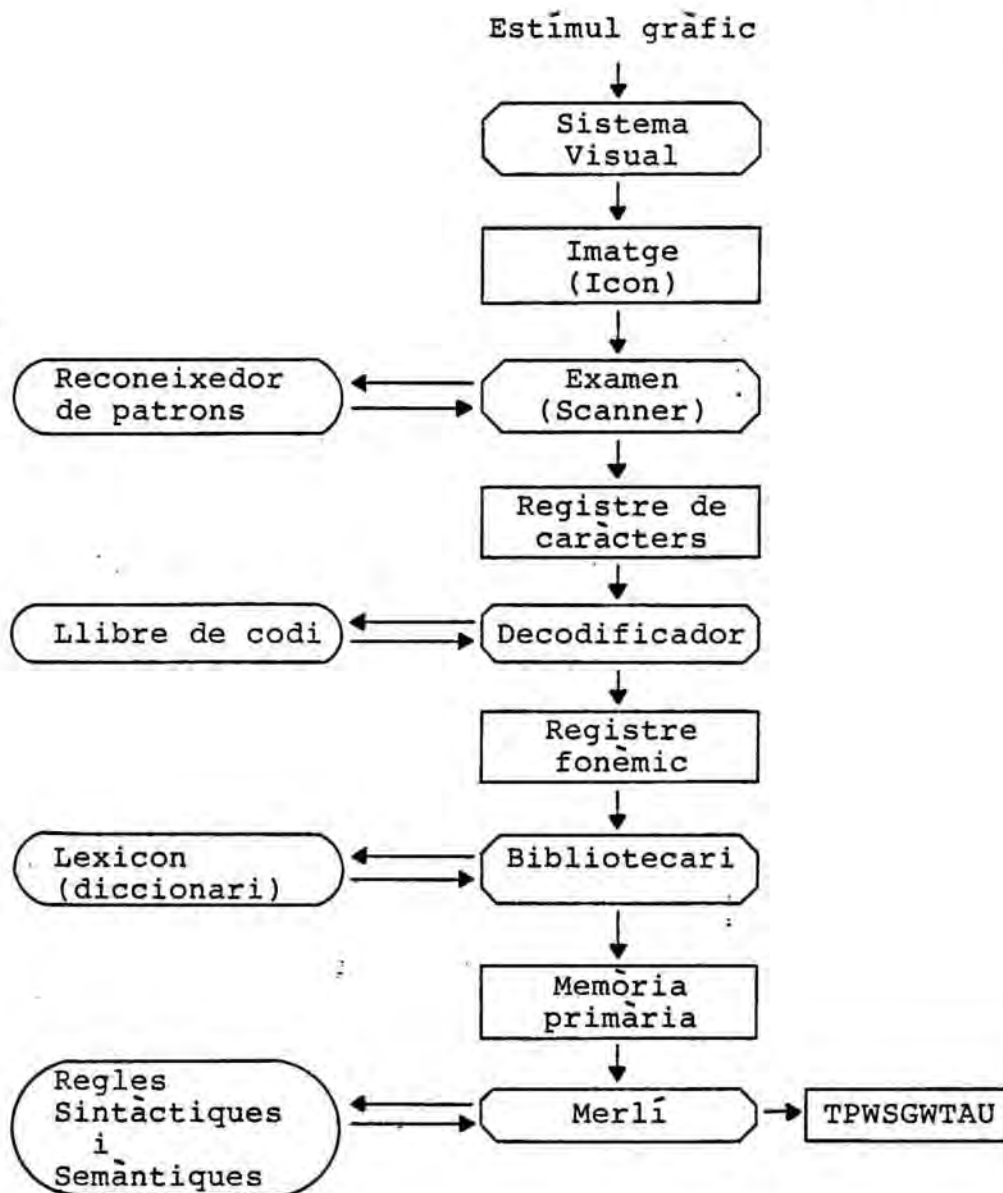 Estímul gràfic
Sistema
Visual
Imatge
(Icon)
Reconeixedor
de patrons
Examen
(Scanner)
Registre de
caràcters
Llibre de codi
Decodificador
Registre
fonèmic
Lexicon
(diccionari)
Bibliotecari
Memòria
primària
Regles
Sintàctiques
i
Semàntiques
Merlí
TPWSGWTAU